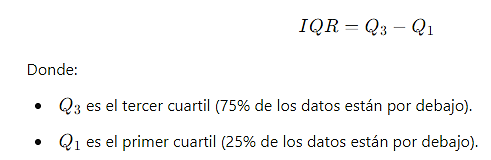 IQR = Q₃ − Q₁
Donde:
• Q₃ es el tercer cuartil (75% de los datos están por debajo).
• Q₁ es el primer cuartil (25% de los datos están por debajo).